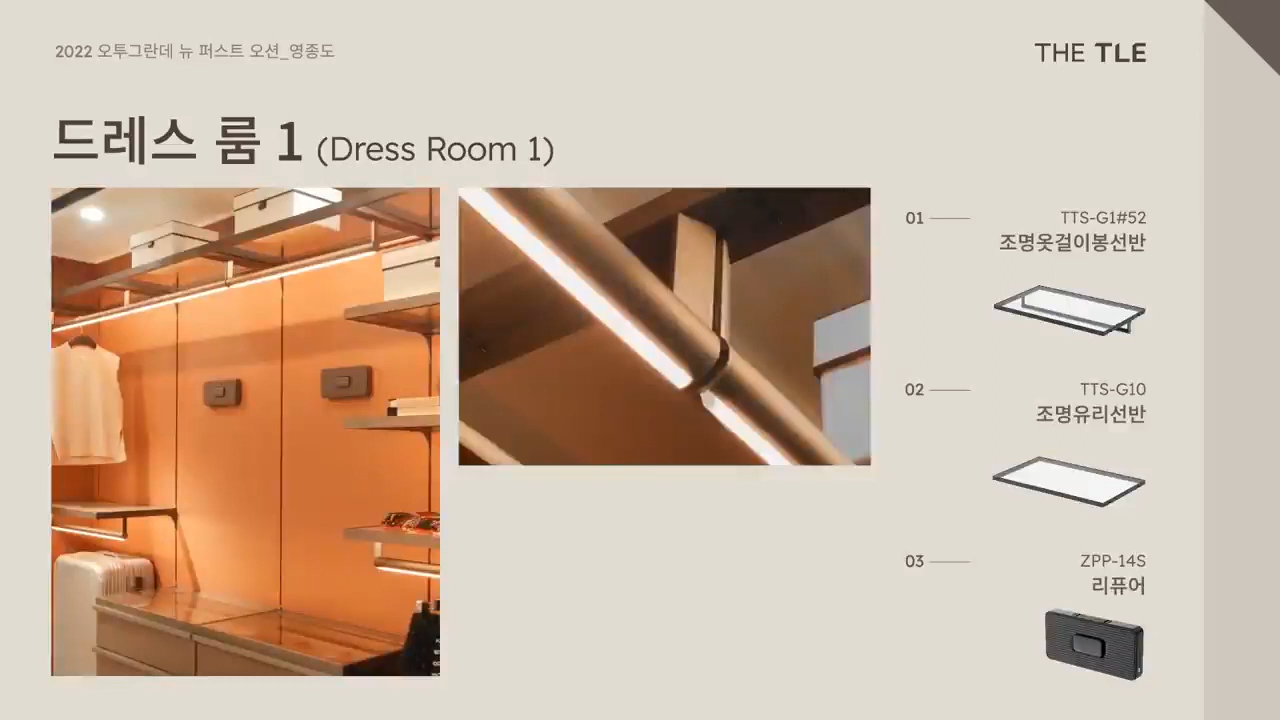 2022 오투그란데 뉴 퍼스트 오션_영종도
THE TLE
드레스 룸 1 (Dress Room 1)
01
TTS-G1#52
조명옷걸이봉선반
02
TTS-G10
조명유리선반
03
ZPP-14S
리퓨어